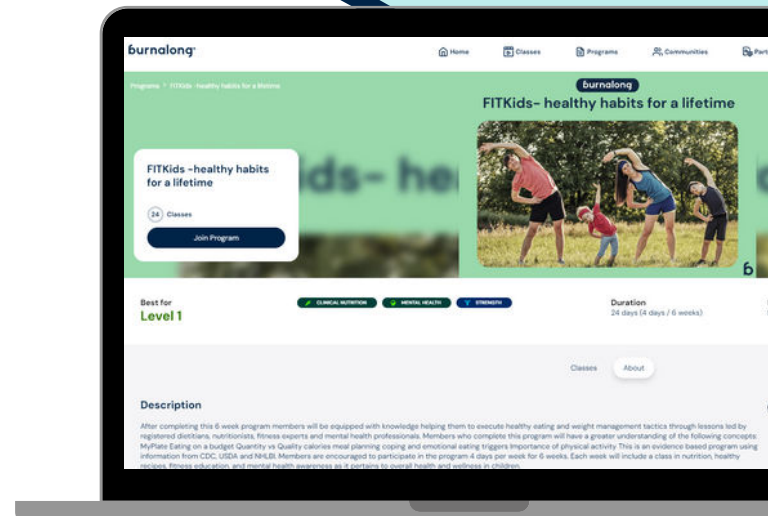 burnalong
Home
Classes
Programs
Communities
Part
Programs > FITKids -healthy habits for a lifetime
burnalong
FITKids- healthy habits for a lifetime
FITKids -healthy habits
for a lifetime
24 Classes
Join Program
ds- he
b
Best for
Level 1
CLINICAL NUTRITION
MENTAL HEALTH
STRENGTH
Duration
24 days (4 days / 6 weeks)
Classes
About
Description
After completing this 6 week program members will be equipped with knowledge helping them to execute healthy eating and weight management tactics through lessons led by
registered dietitians, nutritionists, fitness experts and mental health professionals. Members who complete this program will have a greater understanding of the following concepts:
MyPlate Eating on a budget Quantity vs Quality calories meal planning coping and emotional eating triggers Importance of physical activity This is an evidence based program using
information from CDC, USDA and NHLBI. Members are encouraged to participate in the program 4 days per week for 6 weeks. Each week will include a class in nutrition, healthy
recipes, fitness education, and mental health awareness as it pertains to overall health and wellness in children.